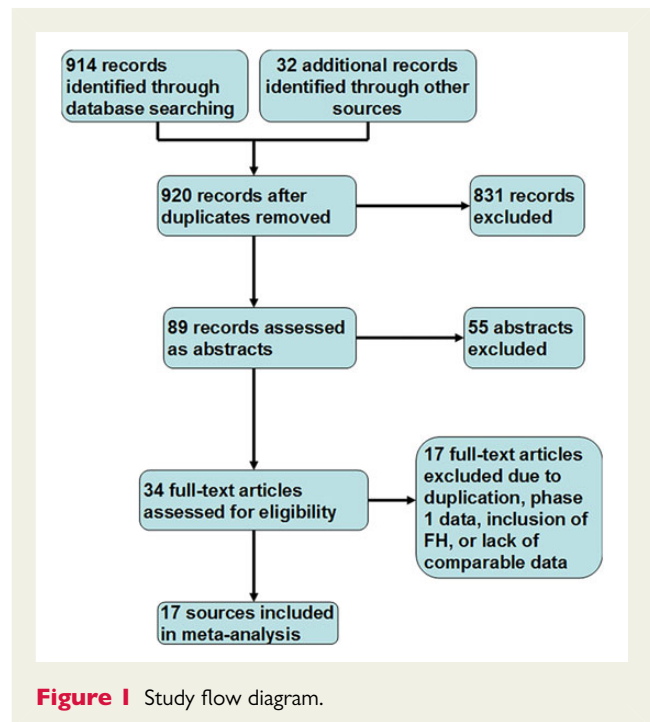 914 records
identified through
database searching
32 additional records
identified through other
sources
920 records after
duplicates removed
831 records
excluded
89 records assessed
as abstracts
55 abstracts
excluded
34 full-text articles
assessed for eligibility
17 full-text articles
excluded due to
duplication, phase
1 data, inclusion of
FH, or lack of
comparable data
17 sources included
in meta-analysis
Figure 1 Study flow diagram.